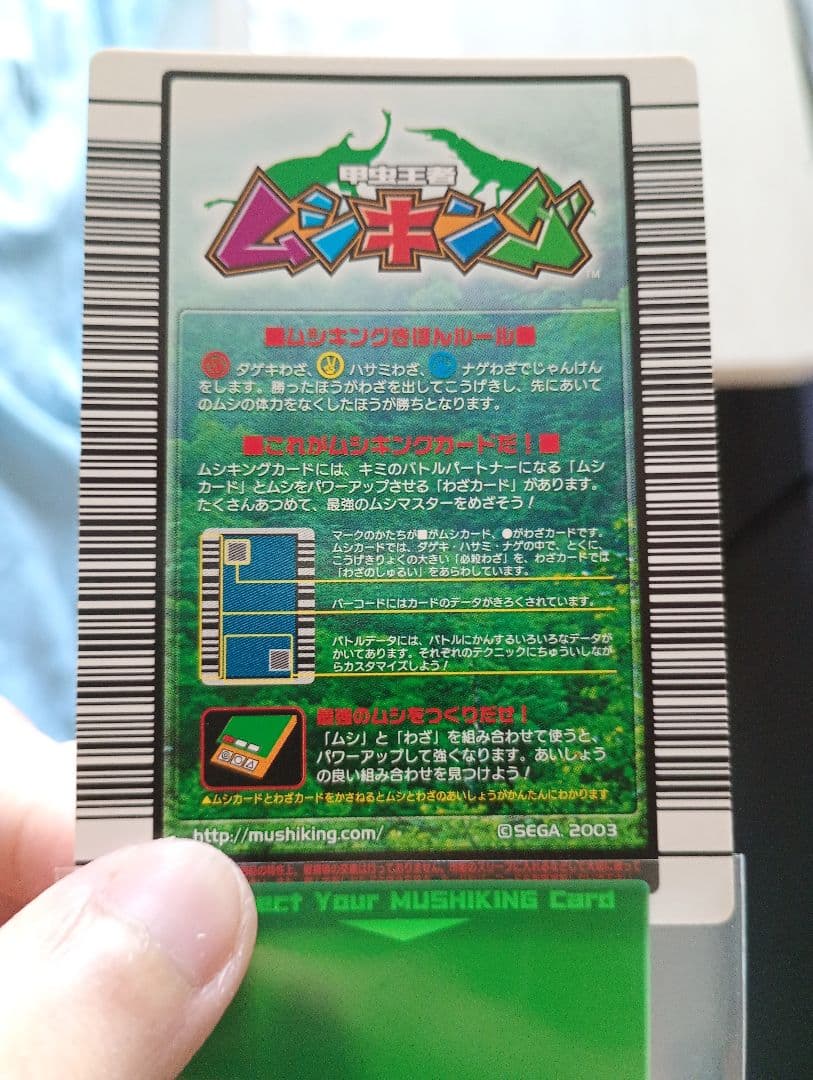 甲虫王者
ムシキング
TM
■ムシキングきほんルール■
タゲキわざ、ハサミわざ、ナゲわざでじゃんけん
をします。勝ったほうがわざを出してこうげきし、先にあいて
のムシの体力をなくしたほうが勝ちとなります。
■これがムシキングカードだ!■
ムシキングカードには、キミのバトルパートナーになる「ムシ
カード」とムシをパワーアップさせる「わざカード」があります。
たくさんあつめて、最強のムシマスターをめざそう!
マークのかたちが■がムシカード、●がわざカードです。
ムシカードでは、ダゲキ・ハサミ・ナゲの中で、とくに、
こうげきりょくの大きい「必殺わざ」を、わざカードでは
「わざのしゅるい」をあらわしています。
バーコードにはカードのデータがきろくされています。
バトルデータには、バトルにかんするいろいろなデータが
かいてあります。それぞれのテクニックにちゅういしなが
らカスタマイズしよう!
最強のムシをつくりだせ!
「ムシ」と「わざ」を組み合わせて使うと、
パワーアップして強くなります。あいしょう
の良い組み合わせを見つけよう!
▲ムシカードとわざカードをかさねるとムシとわざのあいしょうがかんたんにわかります
http://mushiking.com/
©SEGA, 2003
ect Your MUSHIKING Card